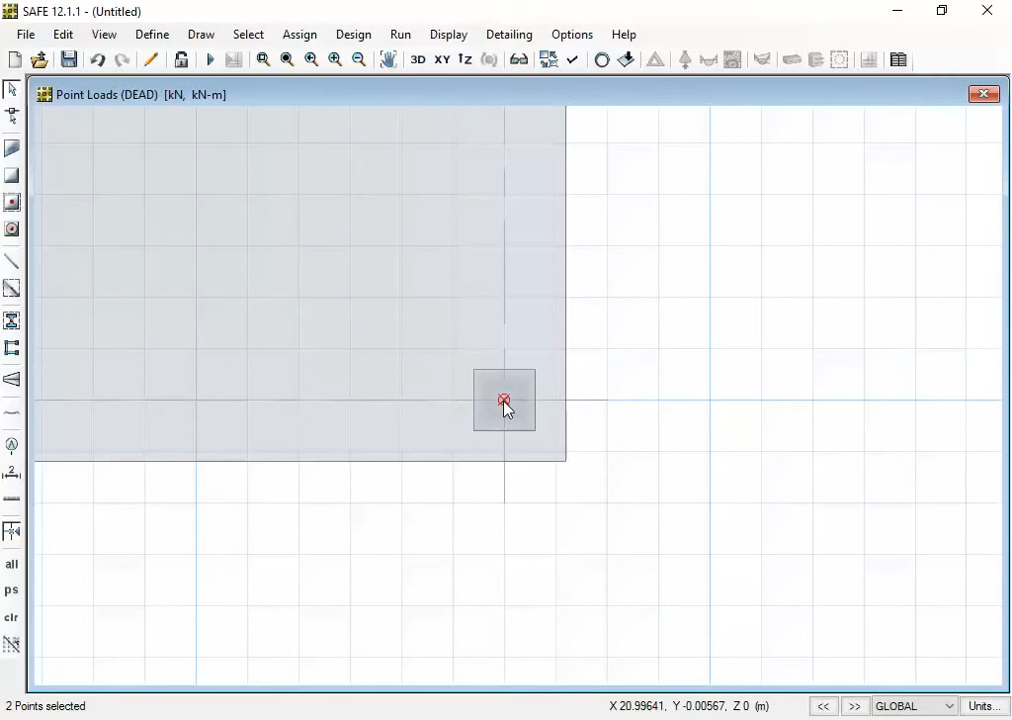 SAFE 12.1.1 - (Untitled)
File Edit View Define Draw Select Assign Design Run Display Detailing Options Help
3D XY
Point Loads (DEAD) [kN, kN-m]
2
all
ps
clr
2 Points selected X 20.99641, Y -0.00567, Z 0 (m) << >> GLOBAL Units...